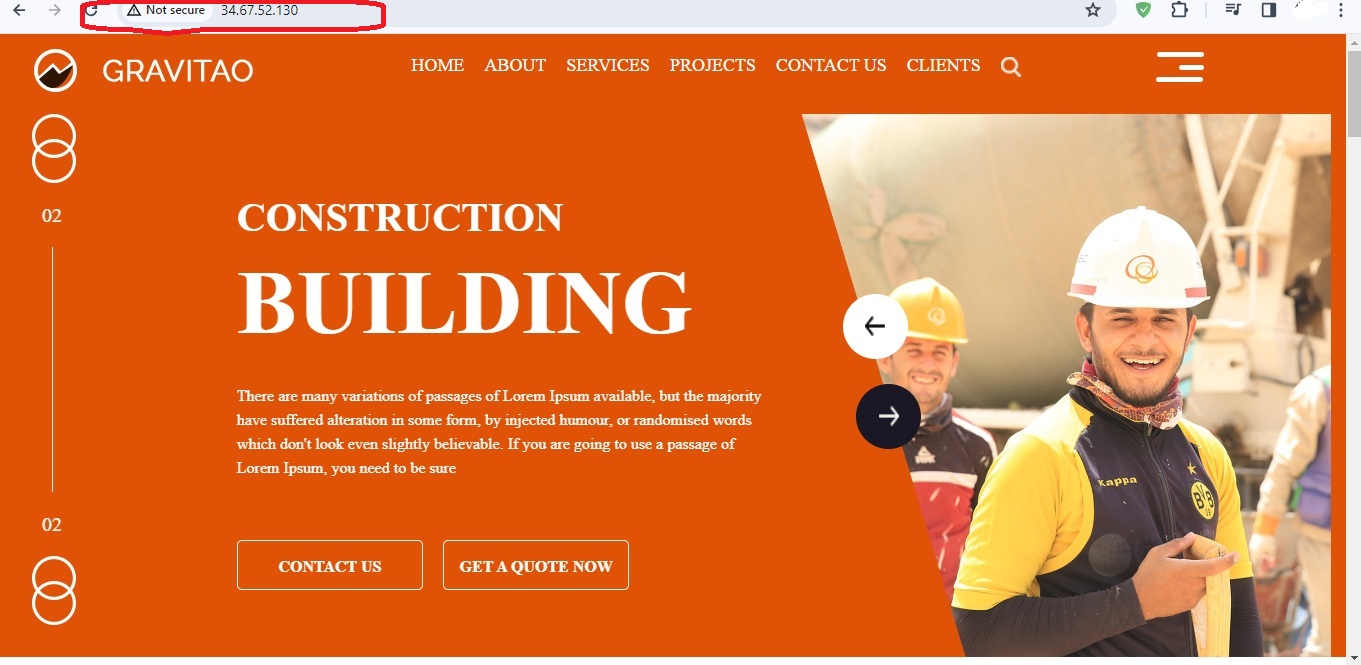 Not secure 34.67.52.130
GRAVITAO HOME ABOUT SERVICES PROJECTS CONTACT US CLIENTS
02
CONSTRUCTION
BUILDING
There are many variations of passages of Lorem Ipsum available, but the majority
have suffered alteration in some form, by injected humour, or randomised words
which don't look even slightly believable. If you are going to use a passage of
Lorem Ipsum, you need to be sure
02
CONTACT US GET A QUOTE NOW
Kappa
BVB
09